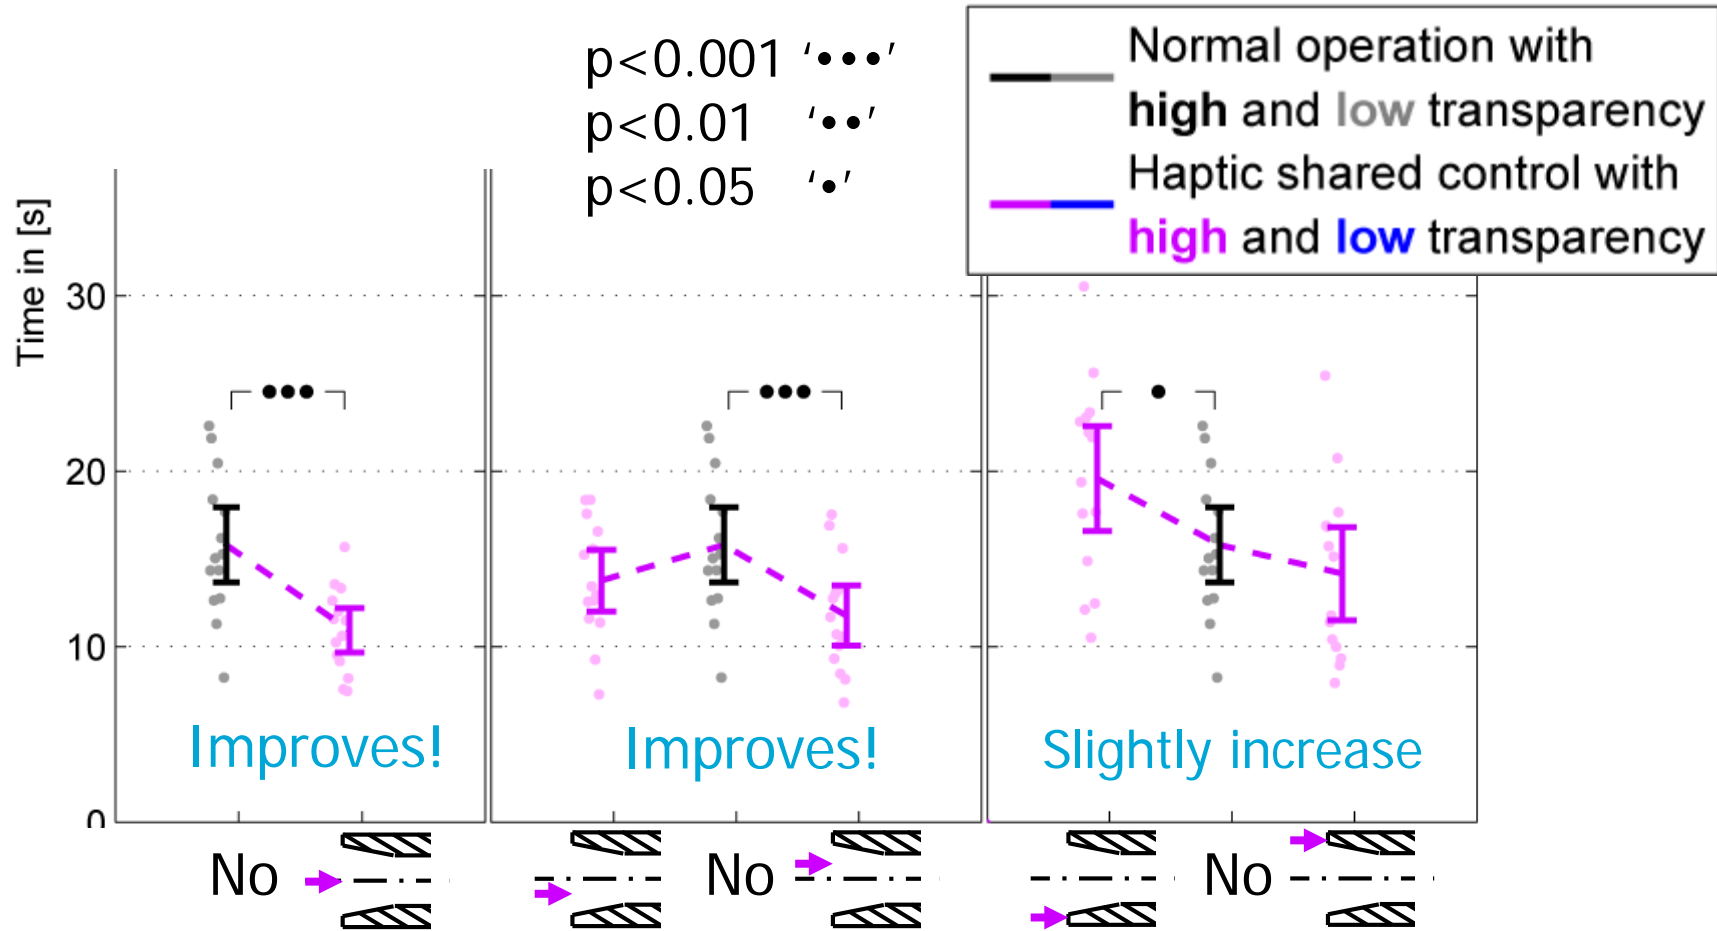 p<0.001 ‘•••’
p<0.01 ‘••’
p<0.05 ‘•’
Normal operation with
high and low transparency
Haptic shared control with
high and low transparency
Time in [s]
30
20
10
0
•••
•••
•
Improves!
Improves!
Slightly increase
No
No
No